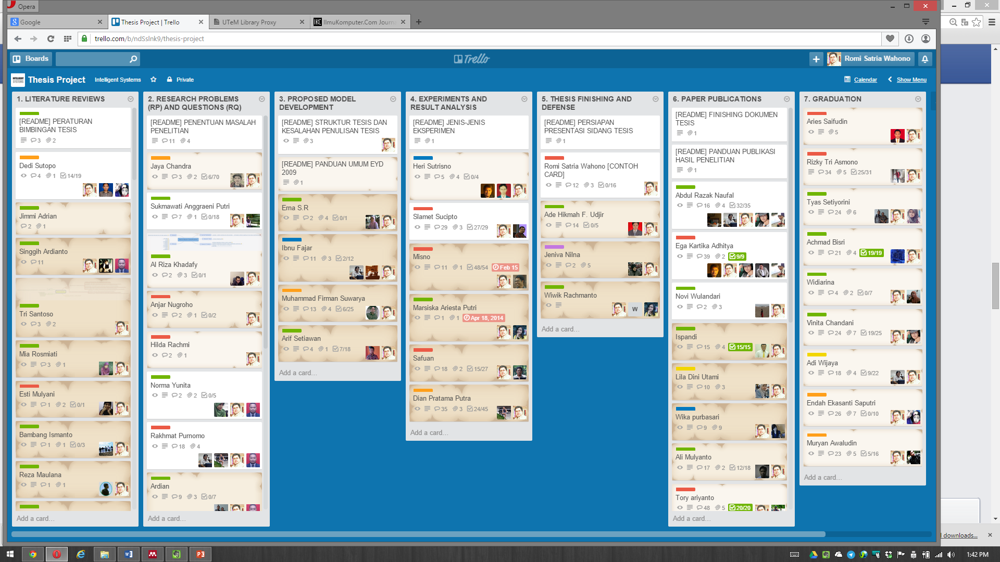 Opera
Google
Thesis Project | Trello
UTeM Library Proxy
IKC IlmuKomputer.Com Journa
trello.com/b/ndSsInk9/thesis-project
Boards
Trello
Romi Satria Wahono
INTELLIGENT SYSTEMS
Thesis Project
Intelligent Systems
Private
Calendar
Show Menu
1. LITERATURE REVIEWS
[README] PERATURAN
BIMBINGAN TESIS
3 2
Dedi Sutopo
4 1 14/19
Jimmi Adrian
2 1
Singgih Ardianto
11
Tri Santoso
3 2
Mia Rosmiati
3 1
Esti Mulyani
1 2 0/1
Bambang Ismanto
1 1 0/3
Reza Maulana
1 1
Add a card...
2. RESEARCH PROBLEMS
(RP) AND QUESTIONS (RQ)
[README] PENENTUAN MASALAH
PENELITIAN
11 4
Jaya Chandra
3 2 6/70
Sukmawati Anggraeni Putri
7 1 0/18
Al Riza Khadafy
2 3 0/1
Anjar Nugroho
2 1 0/2
Hilda Rachmi
2 1
Norma Yunita
2 2 0/5
Rakhmat Purnomo
18 4
Ardian
9 3 0/7
Add a card...
3. PROPOSED MODEL
DEVELOPMENT
[README] STRUKTUR TESIS DAN
KESALAHAN PENULISAN TESIS
3
[README] PANDUAN UMUM EYD
2009
1
Erna S.R
2 4 0/1
Ibnu Fajar
11 3 2/12
Muhammad Firman Suwarya
13 4 6/25
Arif Setiawan
4 1 7/18
Add a card...
4. EXPERIMENTS AND
RESULT ANALYSIS
[README] JENIS-JENIS
EKSPERIMEN
1
Heri Sutrisno
5 4 0/4
Slamet Sucipto
29 3 27/29
Misno
11 1 48/54 Feb 15
Marsiska Ariesta Putri
1 1 Apr 18, 2014
Safuan
18 2 15/27
Dian Pratama Putra
35 3 24/45
Add a card...
5. THESIS FINISHING AND
DEFENSE
[README] PERSIAPAN
PRESENTASI SIDANG TESIS
1
Romi Satria Wahono [CONTOH
CARD]
12 3 0/16
Ade Hikmah F. Udjir
14 0/5
Jeniva Nilna
2 5
Wiwik Rachmanto
W
Add a card...
6. PAPER PUBLICATIONS
[README] FINISHING DOKUMEN
TESIS
1
[README] PANDUAN PUBLIKASI
HASIL PENELITIAN
1
Abdul Razak Naufal
16 4 32/35
Ega Kartika Adhitya
39 2 9/9
Novi Wulandari
2 3
Ispandi
15 4 15/15
Lila Dini Utami
10 3
Wika purbasari
9 9
Ali Mulyanto
17 2 12/18
Tory ariyanto
48 5 20/20
Add a card...
7. GRADUATION
Aries Saifudin
5
Rizky Tri Asmono
34 5 25/31
Tyas Setiyorini
24 6
Achmad Bisri
21 4 19/19
Widiarina
4 2 0/7
Vinita Chandani
24 7 19/25
Adi Wijaya
18 4 9/22
Endah Ekasanti Saputri
26 7 0/10
Muryan Awaludin
23 5 5/16
Add a card...
downloads...
1:42 PM